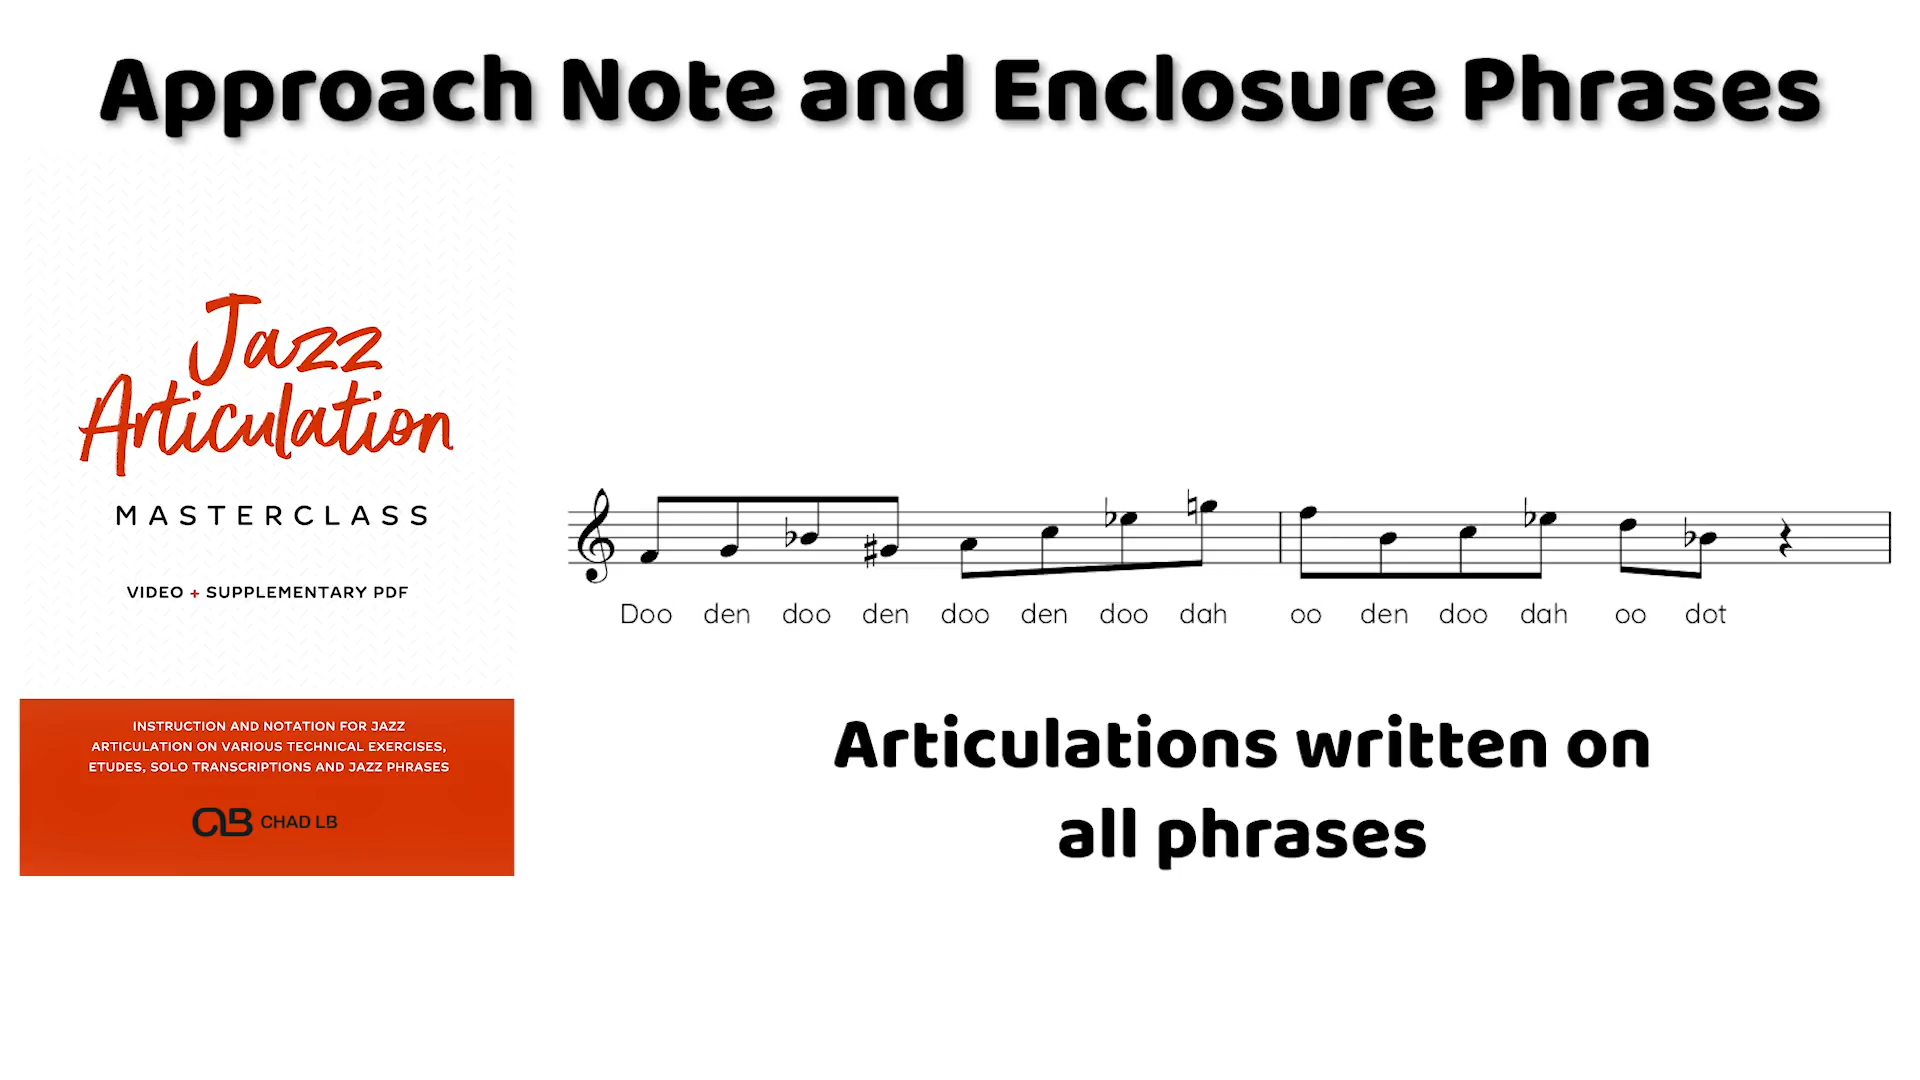 Approach Note and Enclosure Phrases
Jazz
Articulation
MASTERCLASS
VIDEO + SUPPLEMENTARY PDF
INSTRUCTION AND NOTATION FOR JAZZ
ARTICULATION ON VARIOUS TECHNICAL EXERCISES,
ETUDES, SOLO TRANSCRIPTIONS AND JAZZ PHRASES
CHAD LB
Doo den doo den doo den doo dah oo den doo dah oo dot
Articulations written on
all phrases